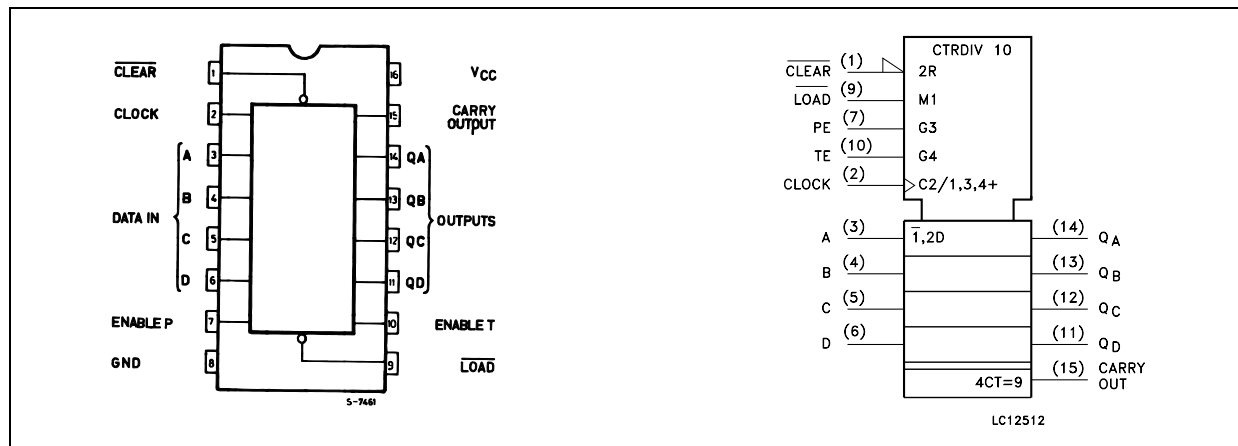 CLEAR 1 16 VCC
CLOCK 2 15 CARRY OUTPUT
A 3 14 QA
B 4 13 QB
DATA IN OUTPUTS
C 5 12 QC
D 6 11 QD
ENABLE P 7 10 ENABLE T
GND 8 9 LOAD
S-7461
CTRDIV 10
CLEAR (1) 2R
LOAD (9) M1
PE (7) G3
TE (10) G4
CLOCK (2) C2/1,3,4+
A (3) 1,2D (14) QA
B (4) (13) QB
C (5) (12) QC
D (6) (11) QD
4CT=9 (15) CARRY OUT
LC12512